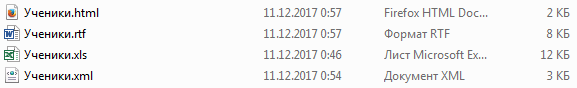 Ученики.html 11.12.2017 0:57 Firefox HTML Doc... 2 КБ
Ученики.rtf 11.12.2017 0:57 Формат RTF 8 КБ
Ученики.xls 11.12.2017 0:46 Лист Microsoft Ex... 12 КБ
Ученики.xml 11.12.2017 0:54 Документ XML 3 КБ